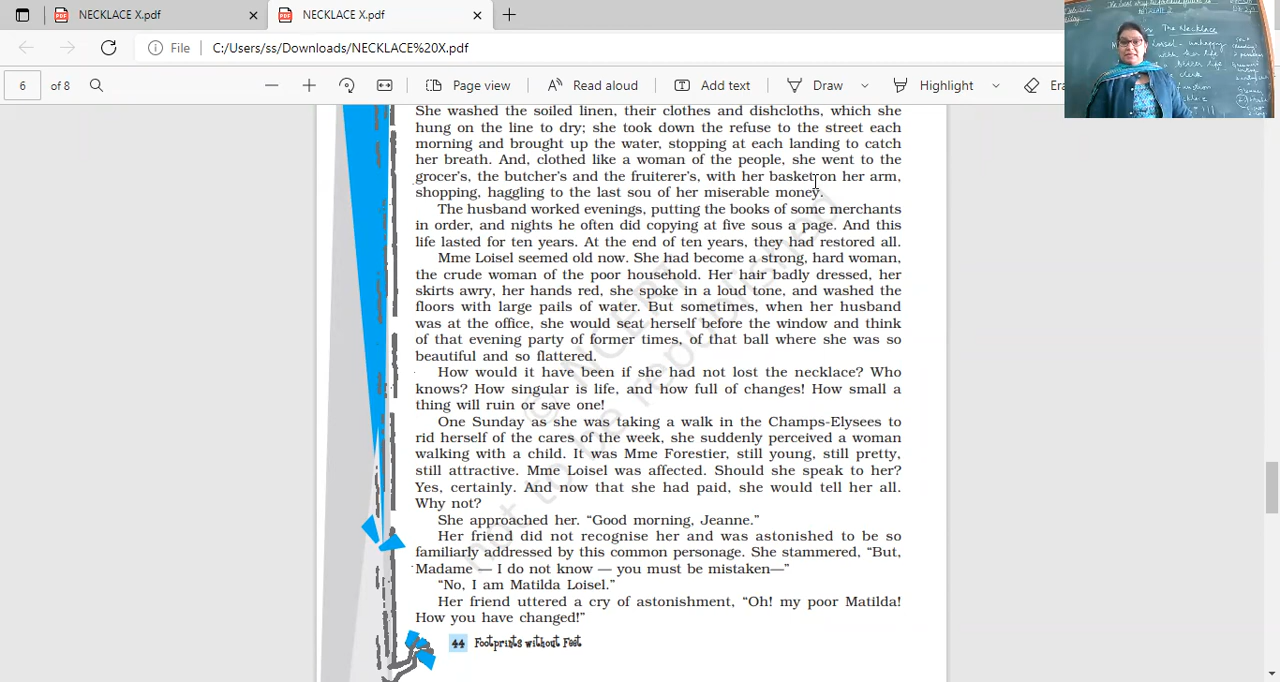 NECKLACE X.pdf
NECKLACE X.pdf
File C:/Users/ss/Downloads/NECKLACE%20X.pdf
6 of 8 Page view Read aloud Add text Draw Highlight
She washed the soiled linen, their clothes and dishcloths, which she
hung on the line to dry; she took down the refuse to the street each
morning and brought up the water, stopping at each landing to catch
her breath. And, clothed like a woman of the people, she went to the
grocer's, the butcher's and the fruiterer's, with her basket on her arm,
shopping, haggling to the last sou of her miserable money.
The husband worked evenings, putting the books of some merchants
in order, and nights he often did copying at five sous a page. And this
life lasted for ten years. At the end of ten years, they had restored all.
Mme Loisel seemed old now. She had become a strong, hard woman,
the crude woman of the poor household. Her hair badly dressed, her
skirts awry, her hands red, she spoke in a loud tone, and washed the
floors with large pails of water. But sometimes, when her husband
was at the office, she would seat herself before the window and think
of that evening party of former times, of that ball where she was so
beautiful and so flattered.
How would it have been if she had not lost the necklace? Who
knows? How singular is life, and how full of changes! How small a
thing will ruin or save one!
One Sunday as she was taking a walk in the Champs-Elysees to
rid herself of the cares of the week, she suddenly perceived a woman
walking with a child. It was Mme Forestier, still young, still pretty,
still attractive. Mme Loisel was affected. Should she speak to her?
Yes, certainly. And now that she had paid, she would tell her all.
Why not?
She approached her. “Good morning, Jeanne.”
Her friend did not recognise her and was astonished to be so
familiarly addressed by this common personage. She stammered, “But,
Madame — I do not know — you must be mistaken—”
“No, I am Matilda Loisel.”
Her friend uttered a cry of astonishment, “Oh! my poor Matilda!
How you have changed!”
44 Footprints without Feet
© NCERT
not to be republished
The Necklace